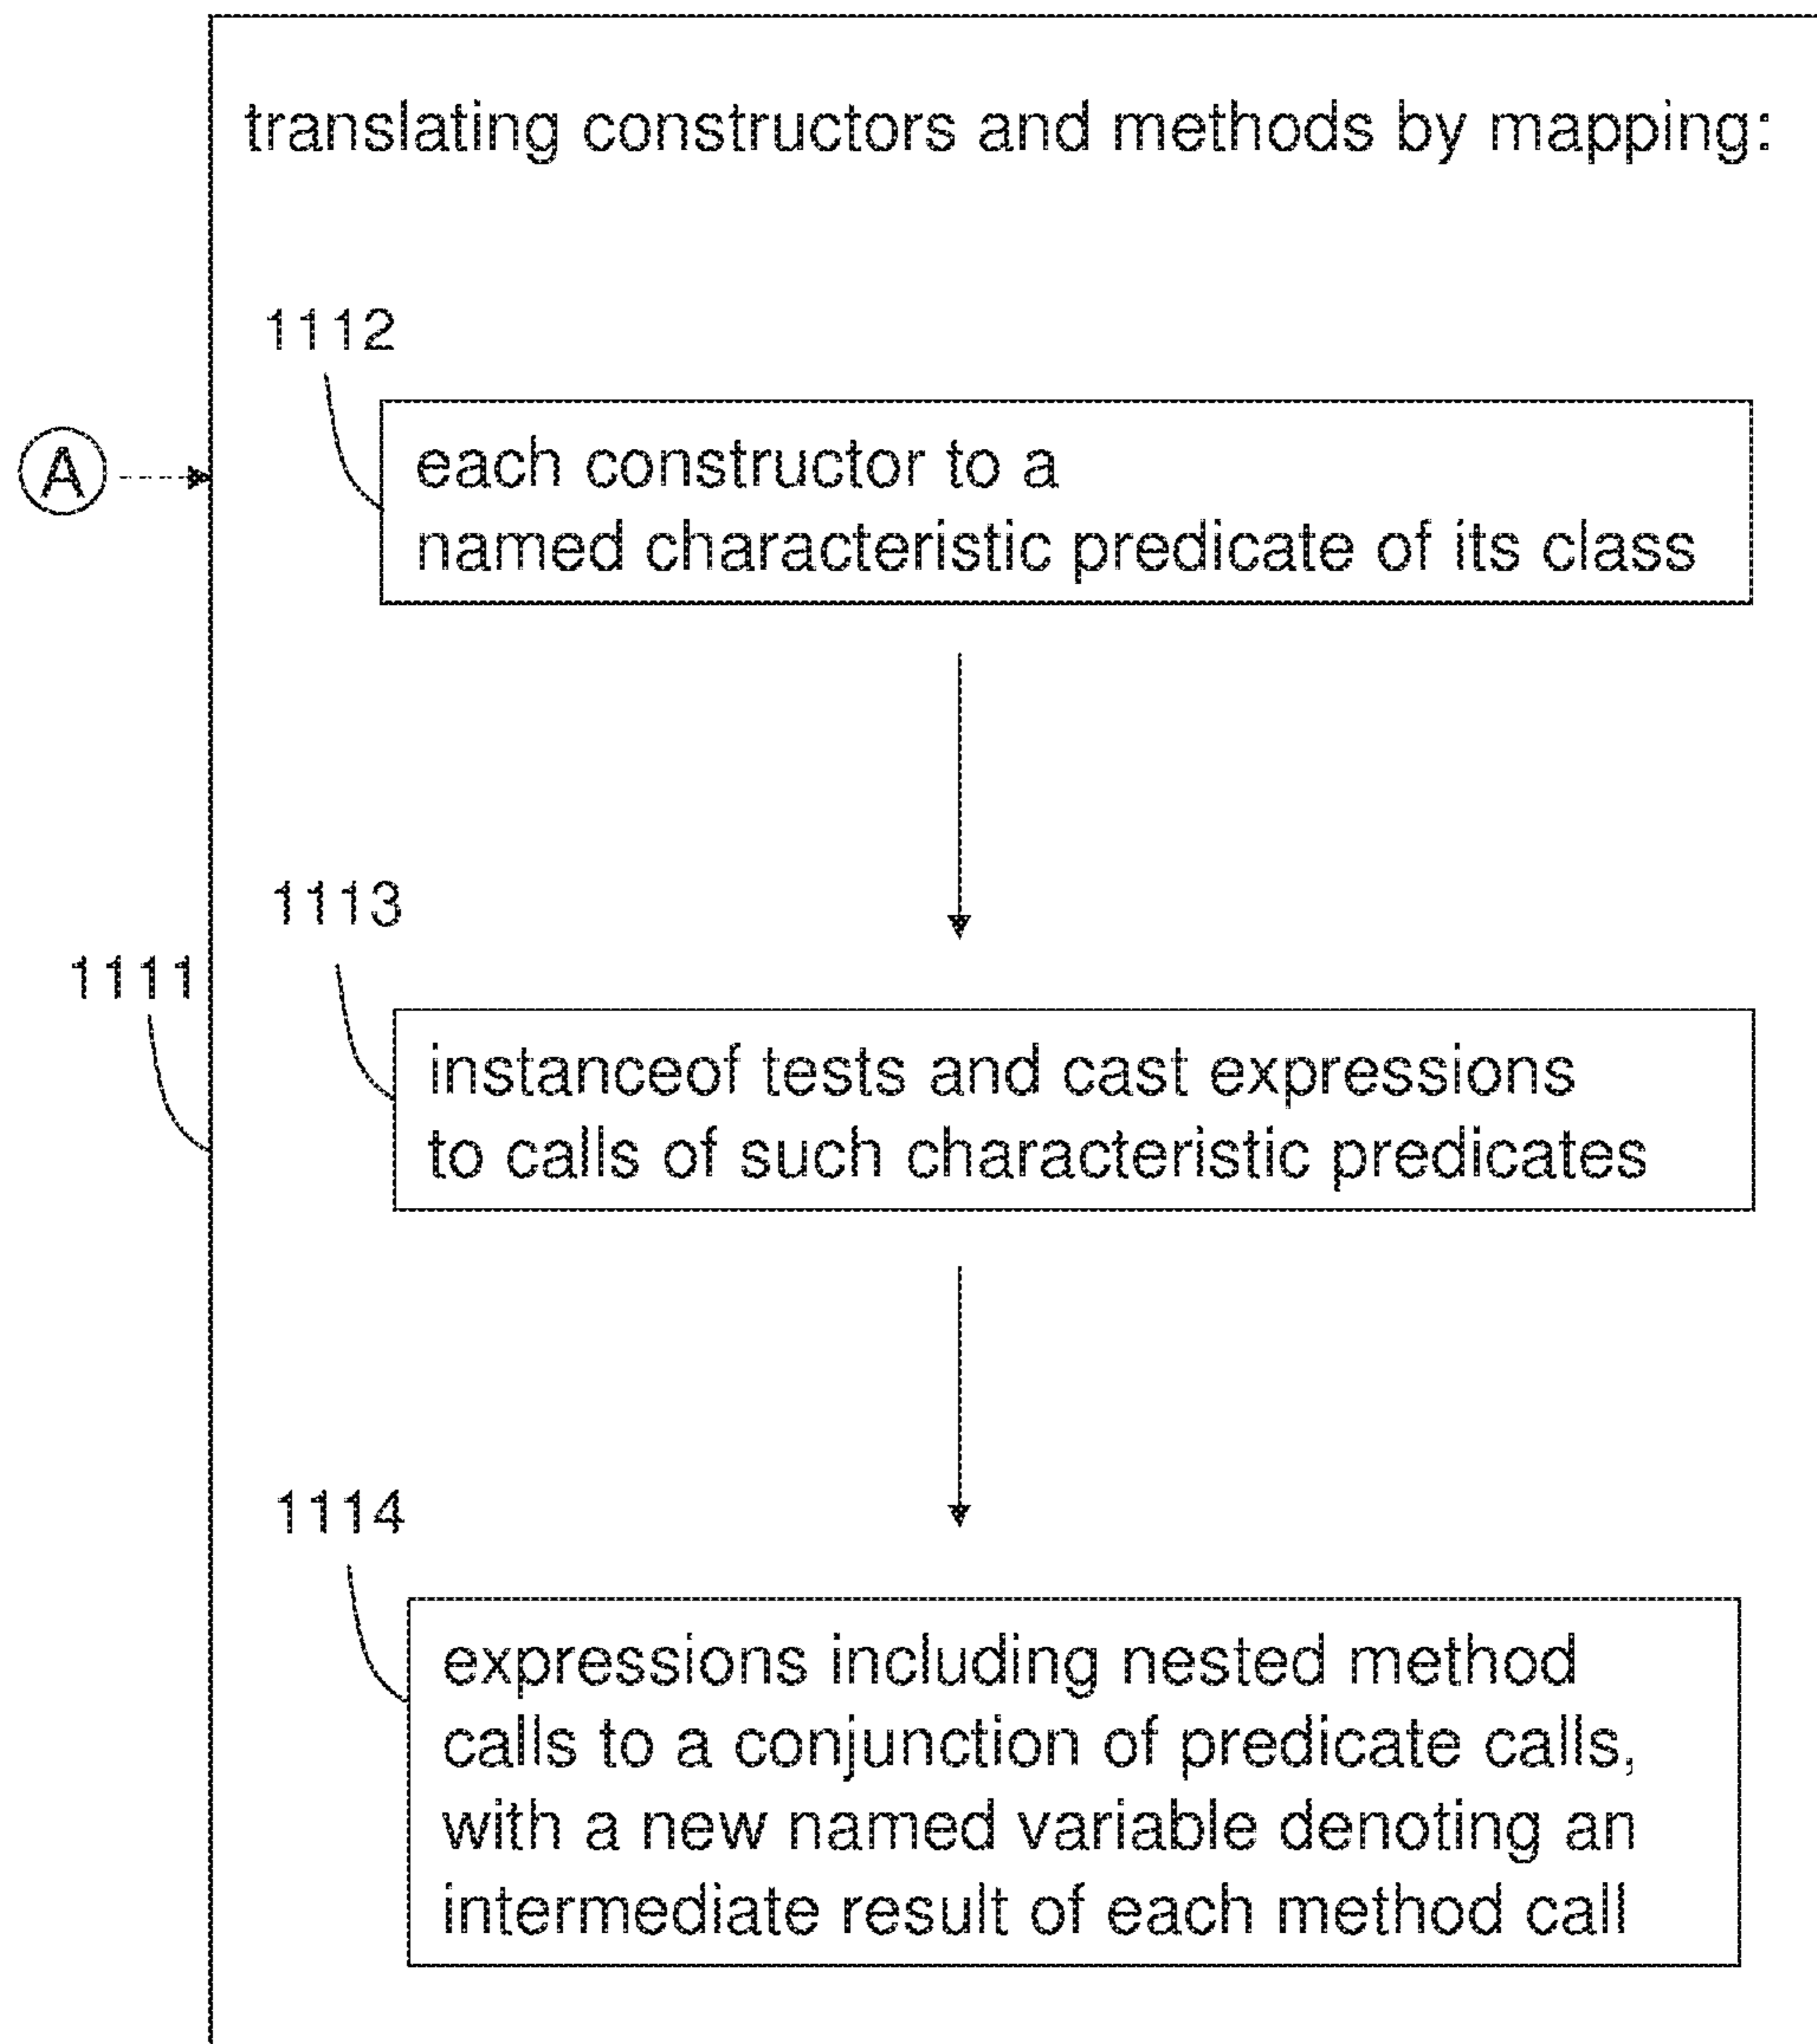 translating constructors and methods by mapping:
1112
A
each constructor to a
named characteristic predicate of its class
1113
1111
instanceof tests and cast expressions
to calls of such characteristic predicates
1114
expressions including nested method
calls to a conjunction of predicate calls,
with a new named variable denoting an
intermediate result of each method call